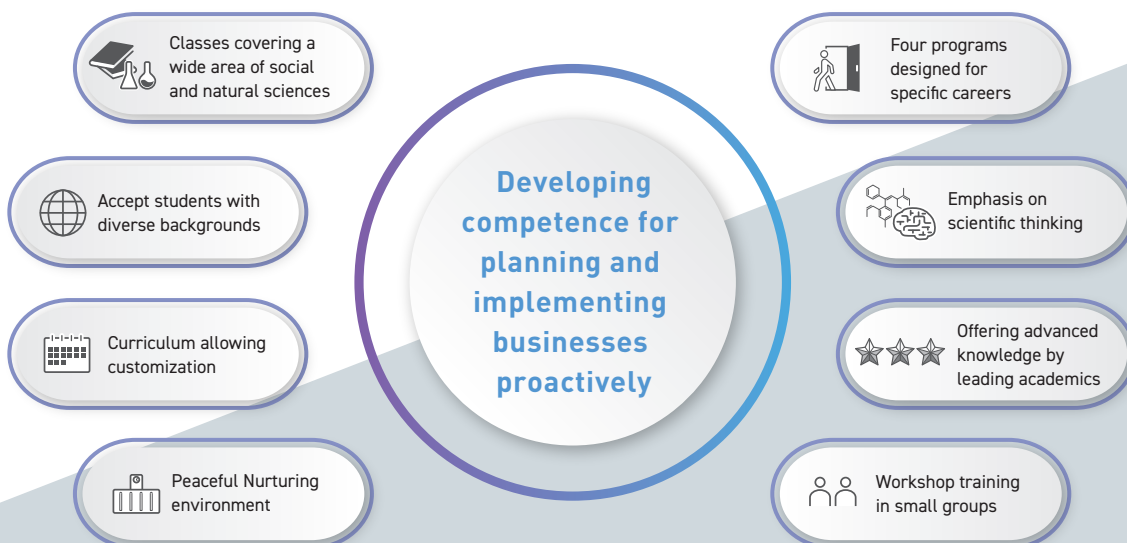 Classes covering a
wide area of social
and natural sciences
Accept students with
diverse backgrounds
Curriculum allowing
customization
Peaceful Nurturing
environment
Developing
competence for
planning and
implementing
businesses
proactively
Four programs
designed for
specific careers
Emphasis on
scientific thinking
Offering advanced
knowledge by
leading academics
Workshop training
in small groups